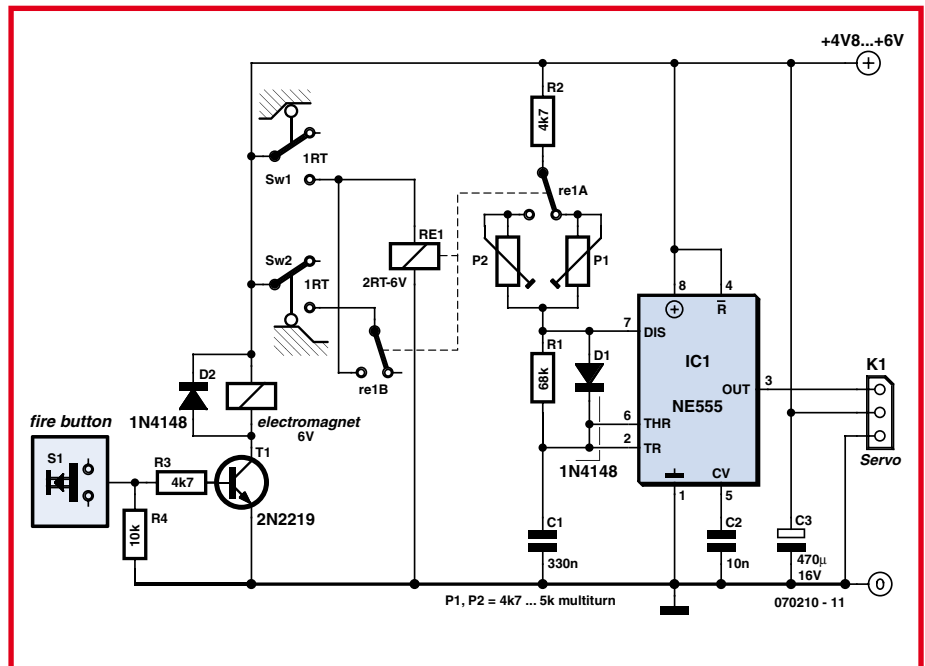 +4V8...+6V
R2
4k7
1RT
Sw1
re1A
RE1
P2
P1
Sw2
1RT
2RT-6V
8
4
R
7
DIS
R1
D1
IC1
K1
68k
OUT
3
D2
re1B
NE555
6
THR
1N4148
electromagnet
6V
2
TR
fire button
T1
1N4148
Servo
S1
R3
CV
4k7
2N2219
1
5
R4
10k
C1
C2
C3
330n
10n
470µ
16V
0
P1, P2 = 4k7 ... 5k multiturn
070210 - 11